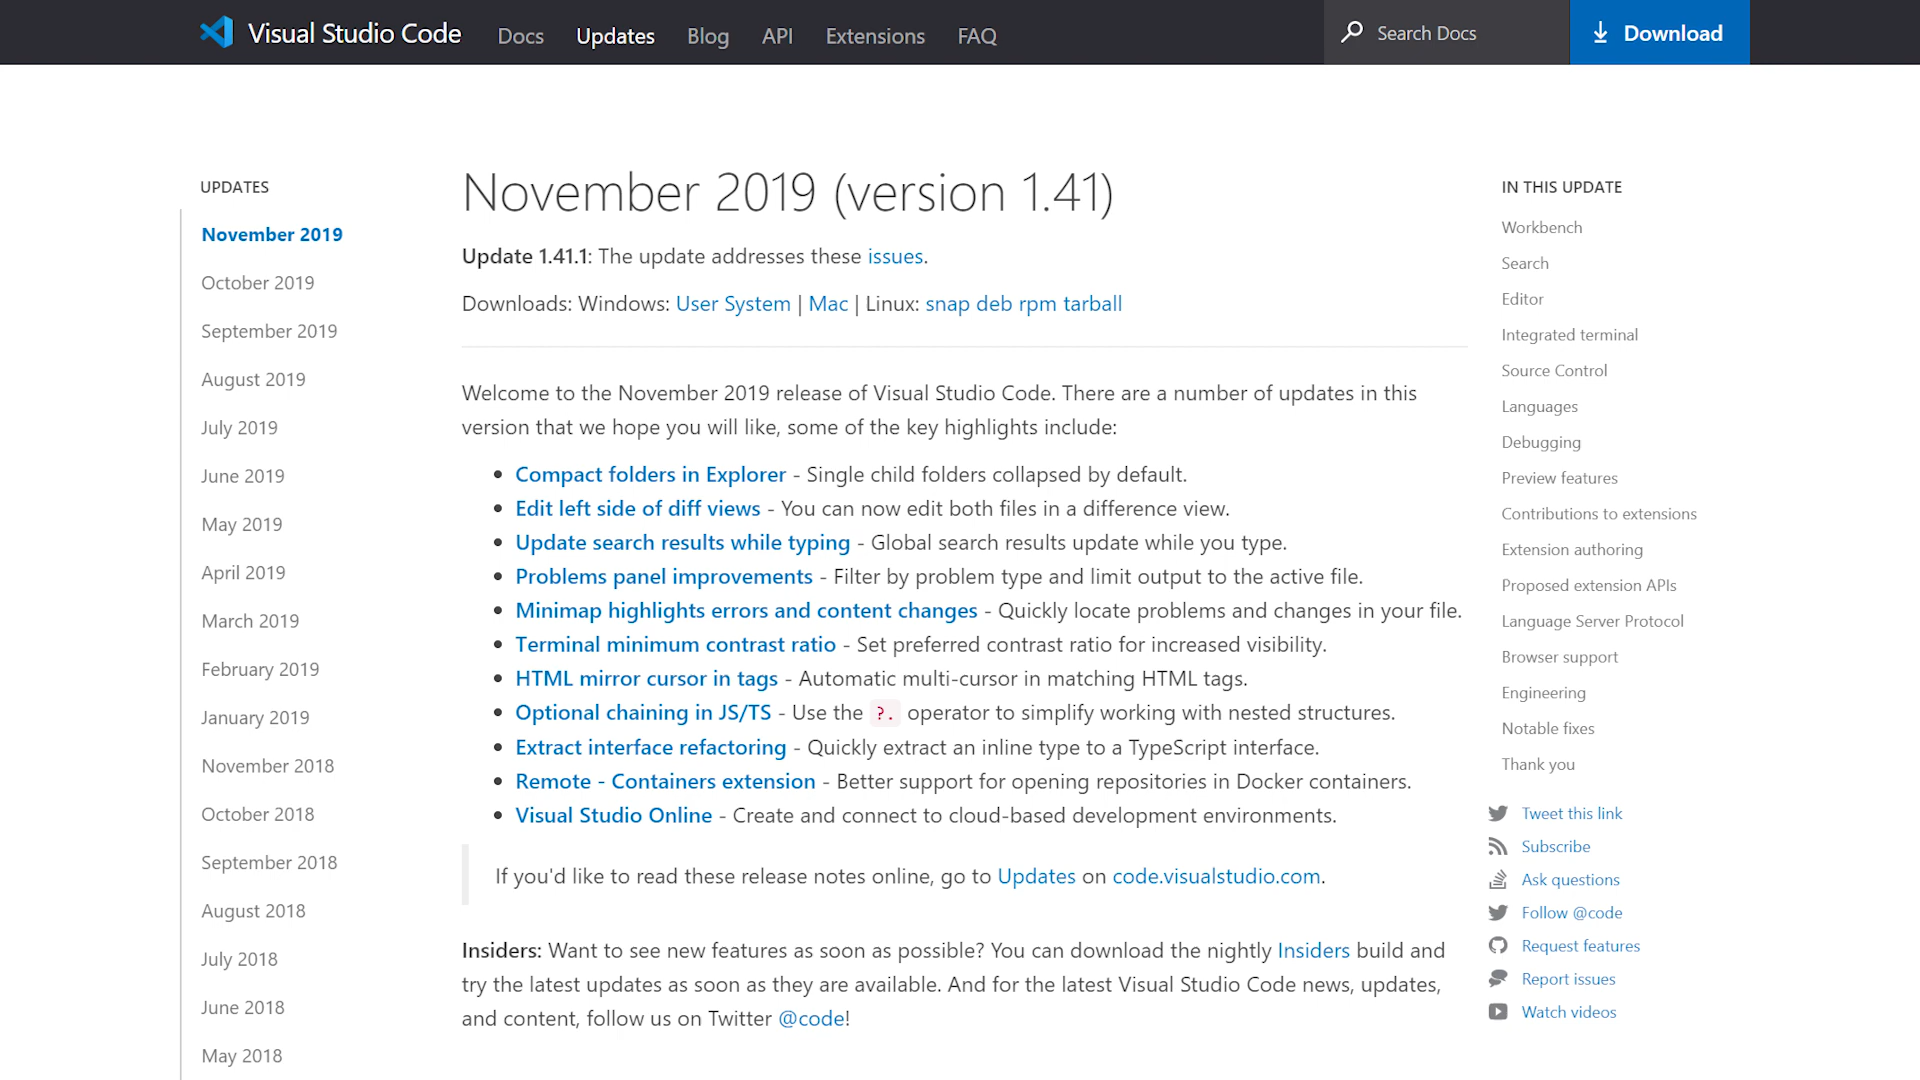 Visual Studio Code Docs Updates Blog API Extensions FAQ Search Docs Download
UPDATES
November 2019
October 2019
September 2019
August 2019
July 2019
June 2019
May 2019
April 2019
March 2019
February 2019
January 2019
November 2018
October 2018
September 2018
August 2018
July 2018
June 2018
May 2018
November 2019 (version 1.41)
Update 1.41.1: The update addresses these issues.
Downloads: Windows: User System | Mac | Linux: snap deb rpm tarball
Welcome to the November 2019 release of Visual Studio Code. There are a number of updates in this
version that we hope you will like, some of the key highlights include:
• Compact folders in Explorer - Single child folders collapsed by default.
• Edit left side of diff views - You can now edit both files in a difference view.
• Update search results while typing - Global search results update while you type.
• Problems panel improvements - Filter by problem type and limit output to the active file.
• Minimap highlights errors and content changes - Quickly locate problems and changes in your file.
• Terminal minimum contrast ratio - Set preferred contrast ratio for increased visibility.
• HTML mirror cursor in tags - Automatic multi-cursor in matching HTML tags.
• Optional chaining in JS/TS - Use the ?. operator to simplify working with nested structures.
• Extract interface refactoring - Quickly extract an inline type to a TypeScript interface.
• Remote - Containers extension - Better support for opening repositories in Docker containers.
• Visual Studio Online - Create and connect to cloud-based development environments.
If you'd like to read these release notes online, go to Updates on code.visualstudio.com.
Insiders: Want to see new features as soon as possible? You can download the nightly Insiders build and
try the latest updates as soon as they are available. And for the latest Visual Studio Code news, updates,
and content, follow us on Twitter @code!
IN THIS UPDATE
Workbench
Search
Editor
Integrated terminal
Source Control
Languages
Debugging
Preview features
Contributions to extensions
Extension authoring
Proposed extension APIs
Language Server Protocol
Browser support
Engineering
Notable fixes
Thank you
Tweet this link
Subscribe
Ask questions
Follow @code
Request features
Report issues
Watch videos